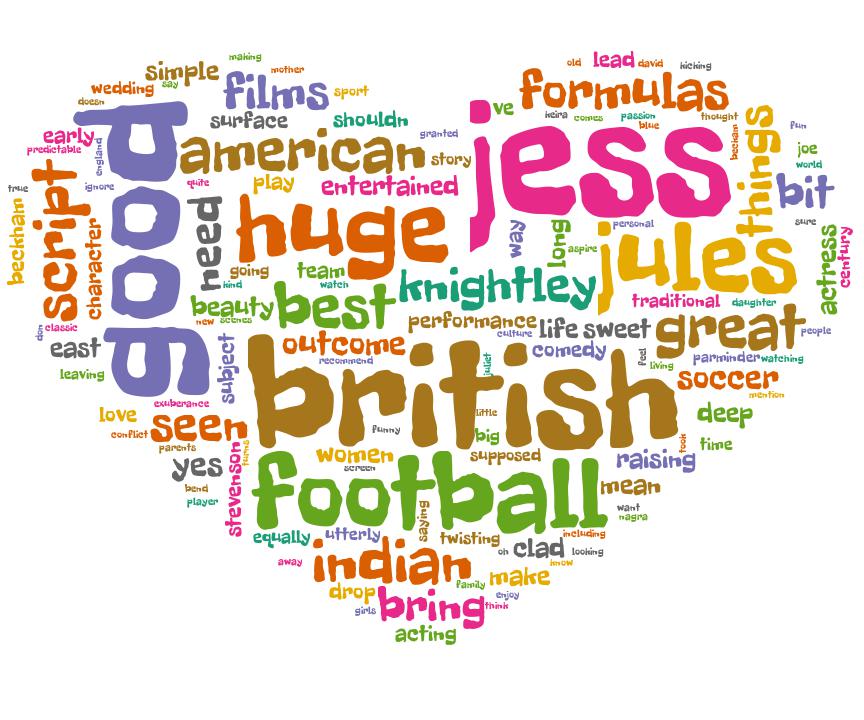 making
simple
mother
wedding
say
films
sport
doesn
surface
shouldn
early
predictable
england
american
granted
story
good
true
ignore
quite
play
entertained
script
beckham
character
need
huge
going
team
kind
watch
beauty
best
new
scenes
knightley
don
classic
east
leaving
subject
outcome
recommend
performance
culture
old
lead
david
kicking
formulas
ve
keira
comes
passion
blue
thought
becham
jess
things
fun
joe
world
bit
sure
way
long
aspire
personal
jules
actress
century
traditional
daughter
life
sweet
great
people
comedy
feel
living
parminder
watching
soccer
mention
juliet
british
exuberance
love
conflict
seen
parents
turns
yes
bend
player
stevenson
funny
little
big
women
screen
supposed
deep
took
time
raising
football
mean
want
nagra
equally
utterly
saying
twisting
including
oh
clad
looking
away
indian
know
family
make
drop
enjoy
girls
bring
think
acting